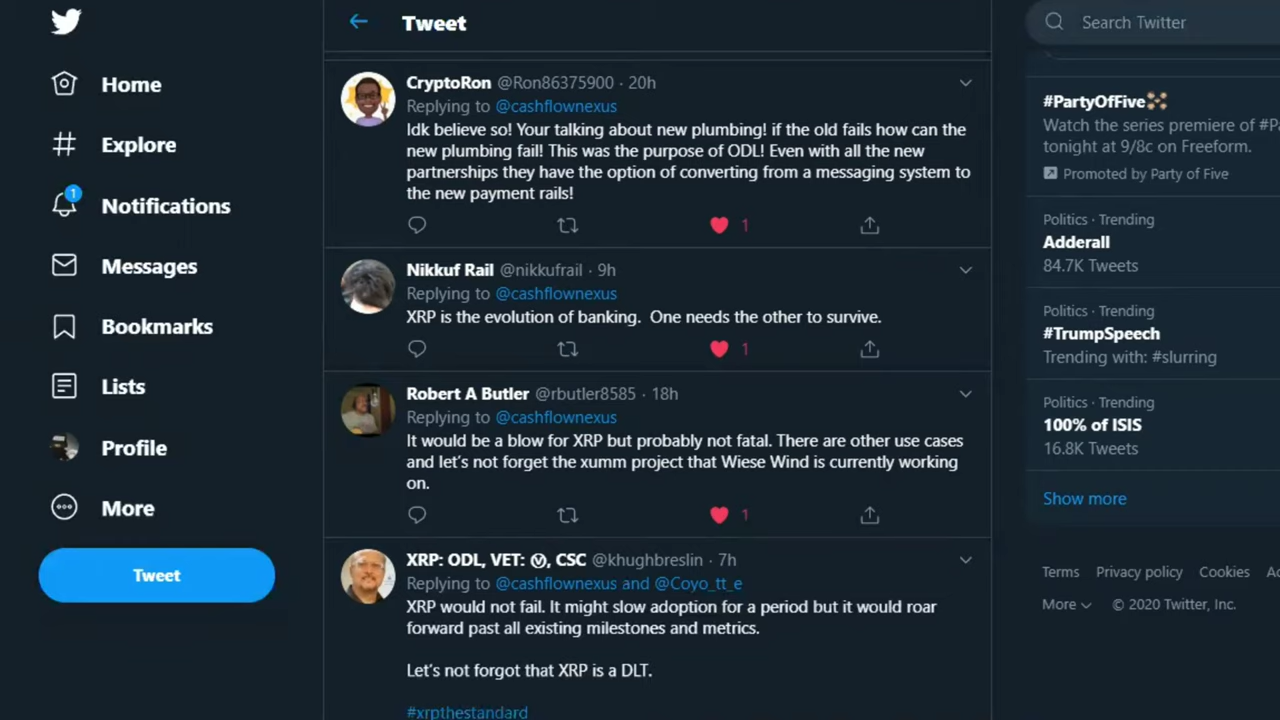 Home
Explore
1
Notifications
Messages
Bookmarks
Lists
Profile
More
Tweet
Tweet
CryptoRon @Ron86375900 · 20h
Replying to @cashflownexus
Idk believe so! Your talking about new plumbing! if the old fails how can the
new plumbing fail! This was the purpose of ODL! Even with all the new
partnerships they have the option of converting from a messaging system to
the new payment rails!
1
Nikkuf Rail @nikkufrail · 9h
Replying to @cashflownexus
XRP is the evolution of banking.  One needs the other to survive.
1
Robert A Butler @rbutler8585 · 18h
Replying to @cashflownexus
It would be a blow for XRP but probably not fatal. There are other use cases
and let's not forget the xumm project that Wiese Wind is currently working
on.
1
XRP: ODL, VET: Ⓥ, CSC @khughbreslin · 7h
Replying to @cashflownexus and @Coyo_tt_e
XRP would not fail. It might slow adoption for a period but it would roar
forward past all existing milestones and metrics.
Let's not forgot that XRP is a DLT.
#xrpthestandard
Search Twitter
#PartyOfFive
Watch the series premiere of
tonight at 9/8c on Freeform.
Promoted by Party of Five
Politics · Trending
Adderall
84.7K Tweets
Politics · Trending
#TrumpSpeech
Trending with: #slurring
Politics · Trending
100% of ISIS
16.8K Tweets
Show more
Terms Privacy policy Cookies
More © 2020 Twitter, Inc.